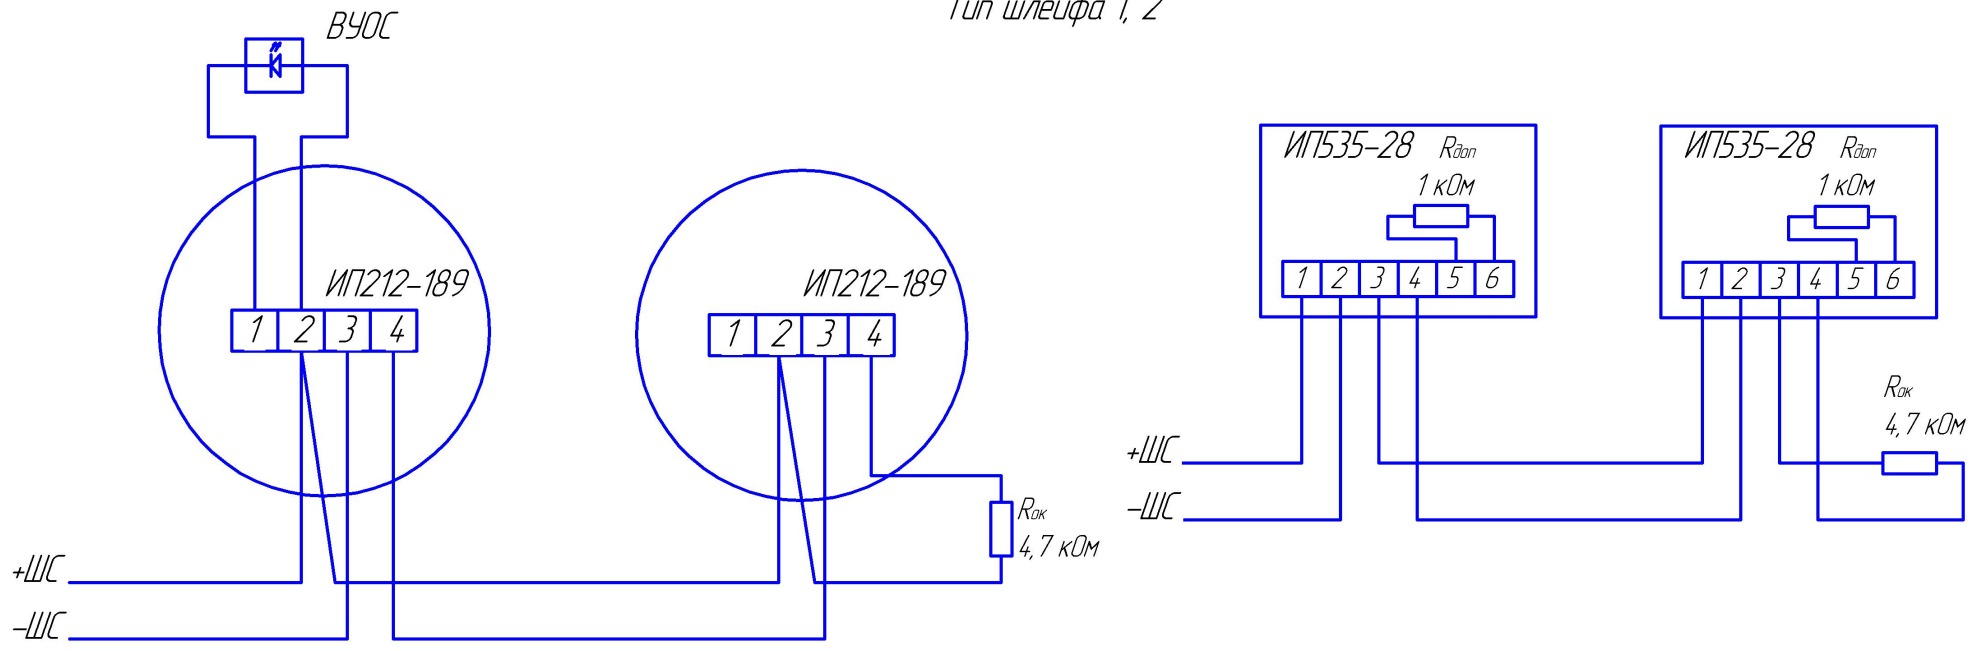 Тип шлейфа 1, 2
ВУОС
ИП212-189
1 2 3 4
+ШС
-ШС
ИП212-189
1 2 3 4
Rок
4,7 кОм
ИП535-28 Rдоп
1 кОм
1 2 3 4 5 6
+ШС
-ШС
ИП535-28 Rдоп
1 кОм
1 2 3 4 5 6
Rок
4,7 кОм